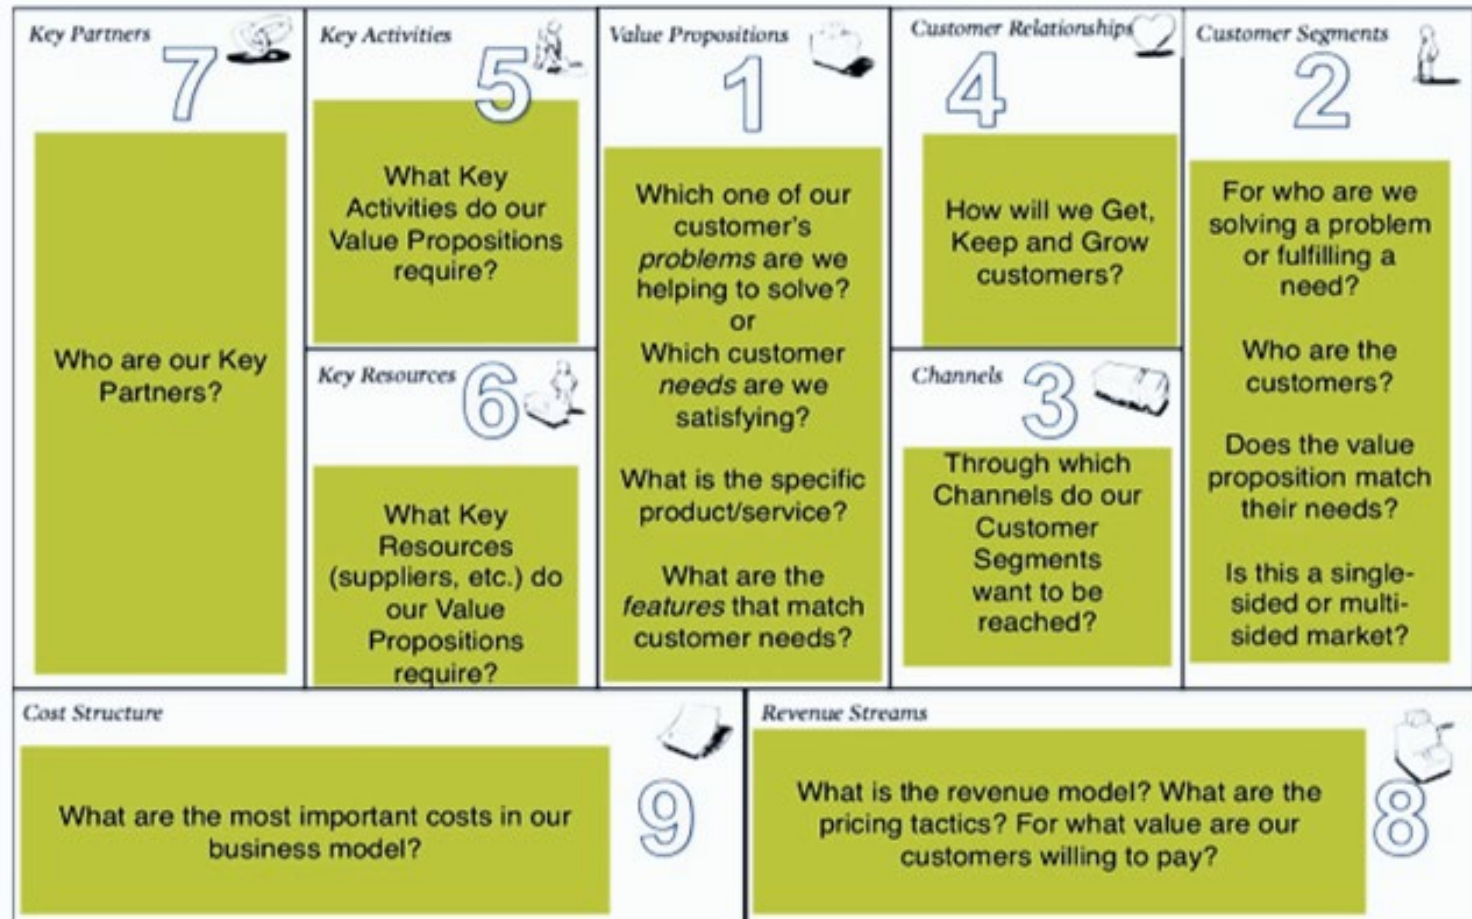 Key Partners
7
Who are our Key
Partners?
Key Activities
5
What Key
Activities do our
Value Propositions
require?
Key Resources
6
What Key
Resources
(suppliers, etc.) do
our Value
Propositions
require?
Value Propositions
1
Which one of our
customer's
problems are we
helping to solve?
or
Which customer
needs are we
satisfying?
What is the specific
product/service?
What are the
features that match
customer needs?
Customer Relationships
4
How will we Get,
Keep and Grow
customers?
Channels
3
Through which
Channels do our
Customer
Segments
want to be
reached?
Customer Segments
2
For who are we
solving a problem
or fulfilling a
need?
Who are the
customers?
Does the value
proposition match
their needs?
Is this a single-
sided or multi-
sided market?
Cost Structure
9
What are the most important costs in our
business model?
Revenue Streams
8
What is the revenue model? What are the
pricing tactics? For what value are our
customers willing to pay?